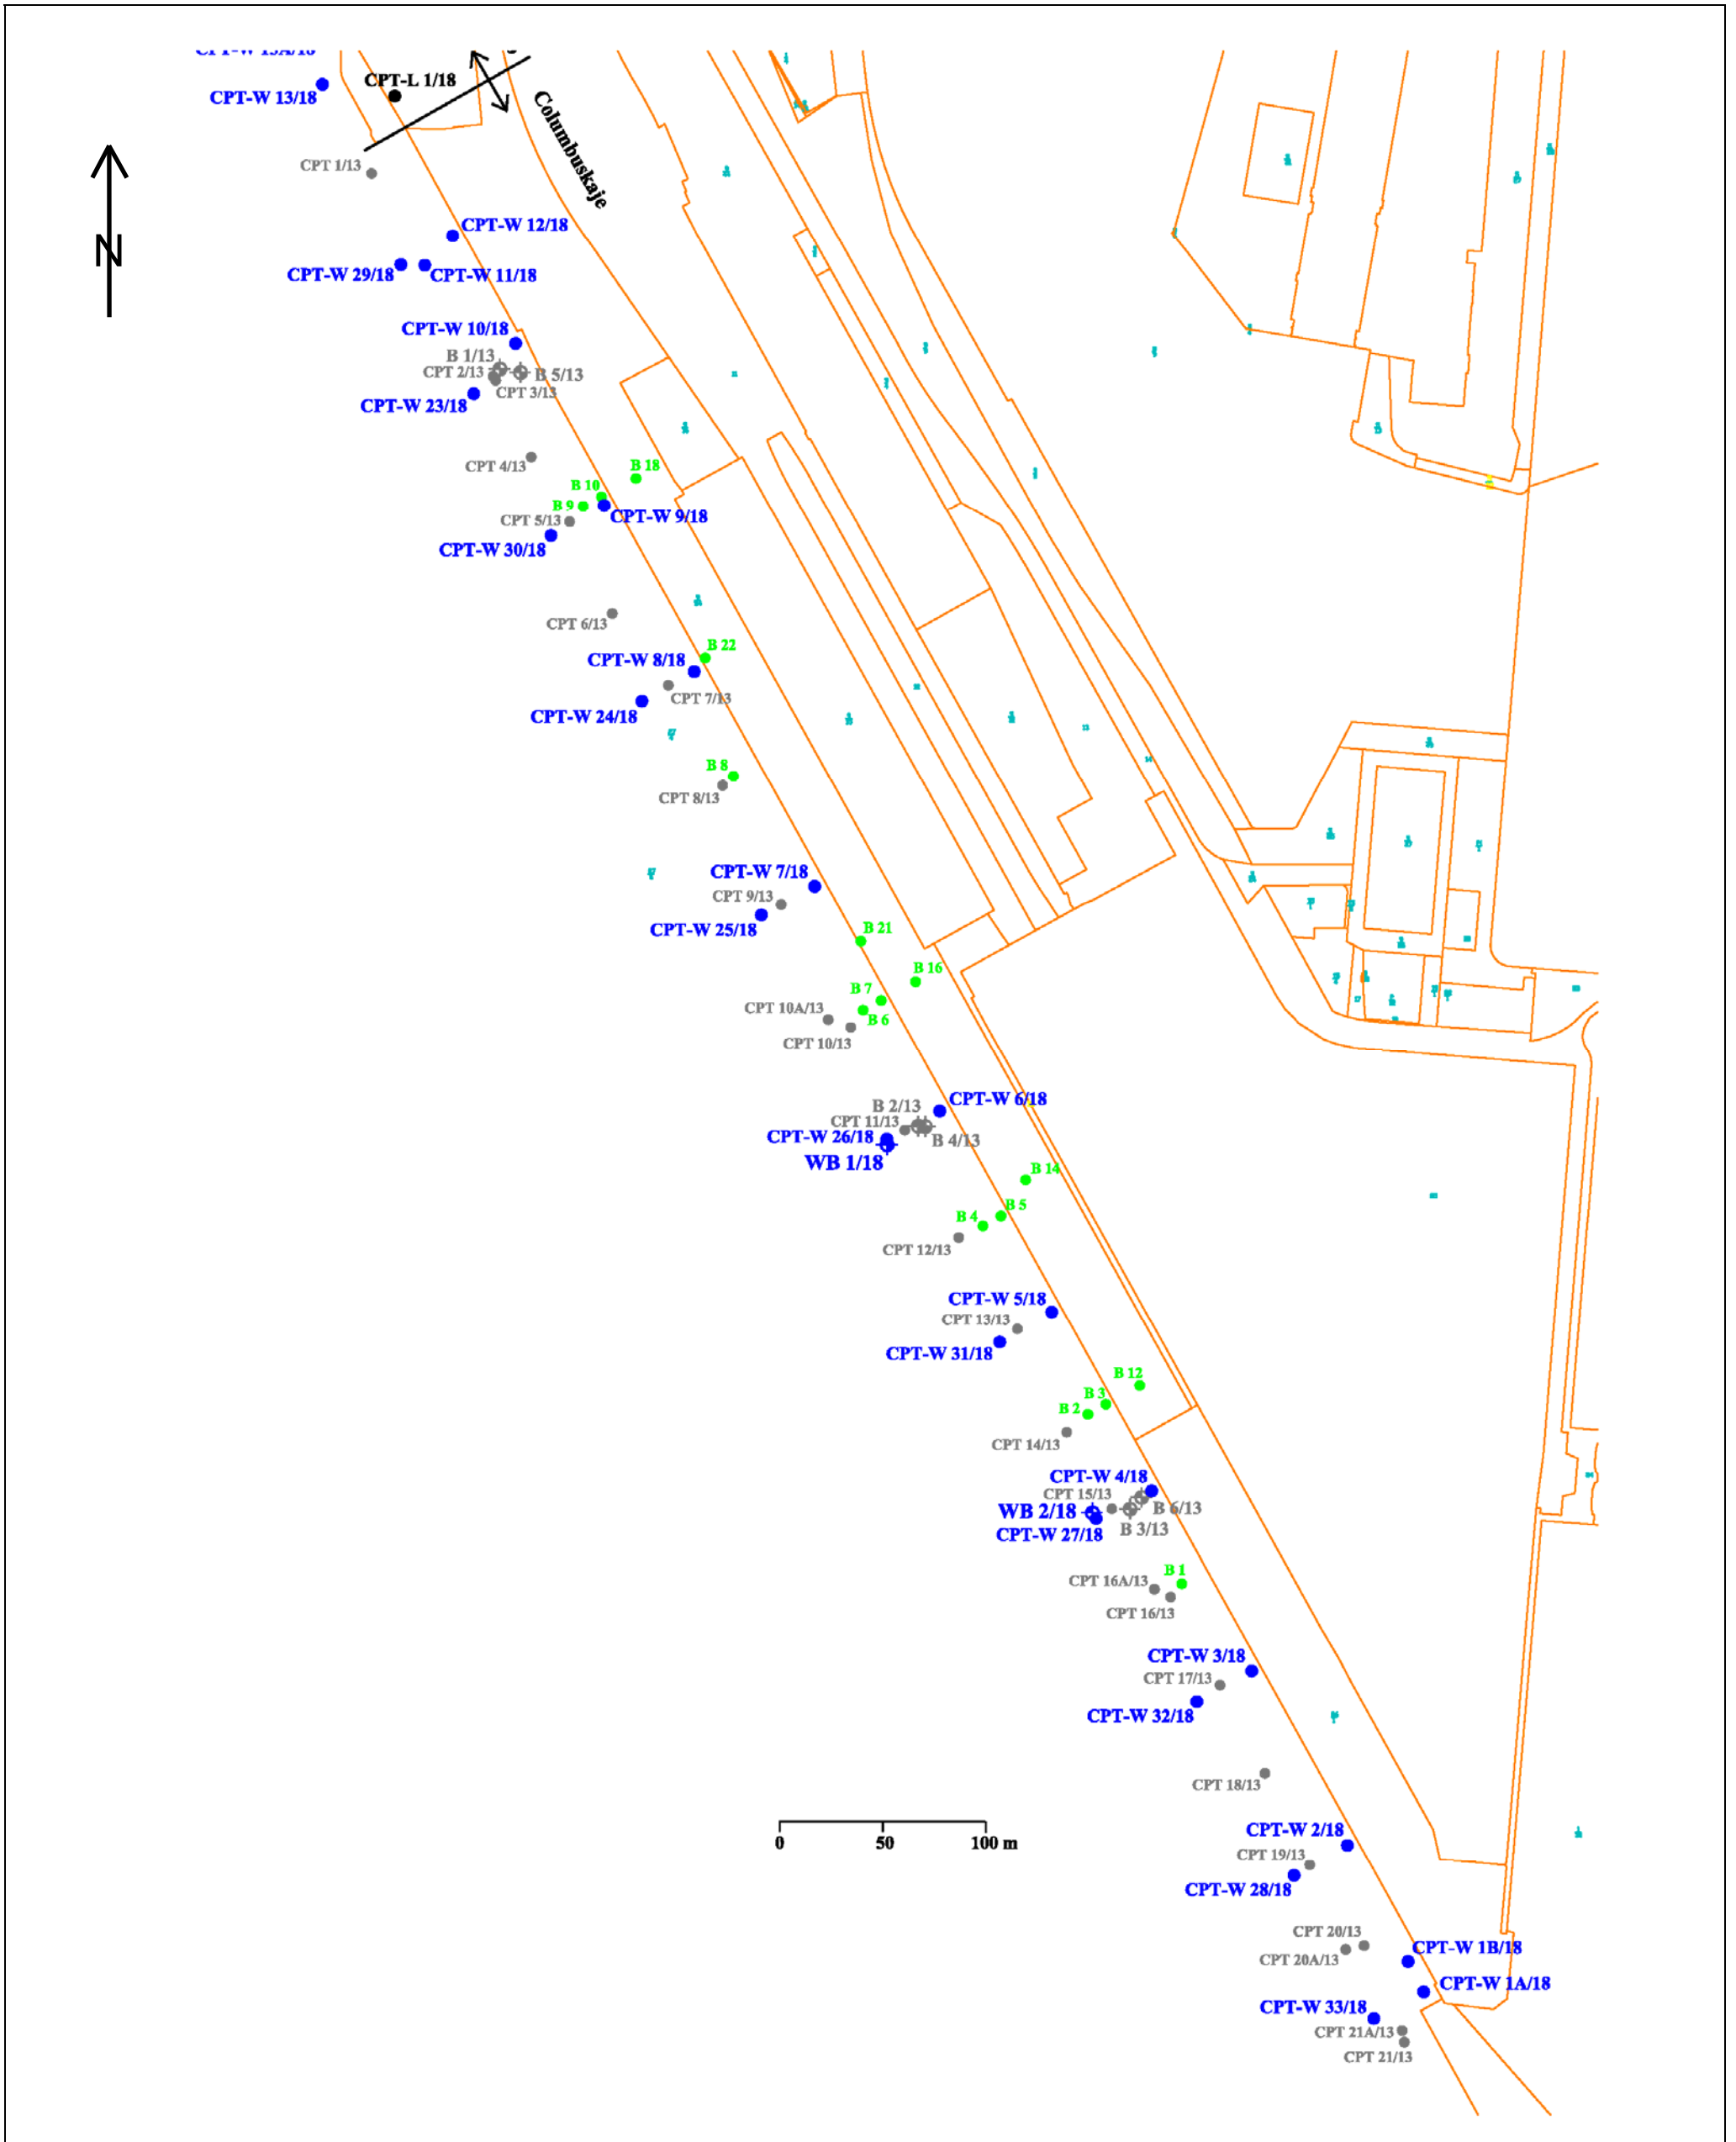 CPT-W 13/18
CPT-L 1/18
Columbuskaje
CPT 1/13
N
CPT-W 12/18
CPT-W 29/18
CPT-W 11/18
CPT-W 10/18
B 1/13
CPT 2/13
B 5/13
CPT 3/13
CPT-W 23/18
CPT 4/13
B 18
B 10
B 9
CPT-W 9/18
CPT 5/13
CPT-W 30/18
CPT 6/13
B 22
CPT-W 8/18
CPT 7/13
CPT-W 24/18
B 8
CPT 8/13
CPT-W 7/18
CPT 9/13
CPT-W 25/18
B 21
B 16
B 7
CPT 10A/13
B 6
CPT 10/13
CPT-W 6/18
B 2/13
CPT 11/13
CPT-W 26/18
B 4/13
WB 1/18
B 14
B 5
B 4
CPT 12/13
CPT-W 5/18
CPT 13/13
CPT-W 31/18
B 12
B 3
B 2
CPT 14/13
CPT-W 4/18
CPT 15/13
WB 2/18
B 6/13
B 3/13
CPT-W 27/18
B 1
CPT 16A/13
CPT 16/13
CPT-W 3/18
CPT 17/13
CPT-W 32/18
CPT 18/13
CPT-W 2/18
0 50 100 m
CPT 19/13
CPT-W 28/18
CPT 20/13
CPT-W 1B/18
CPT 20A/13
CPT-W 1A/18
CPT-W 33/18
CPT 21A/13
CPT 21/13